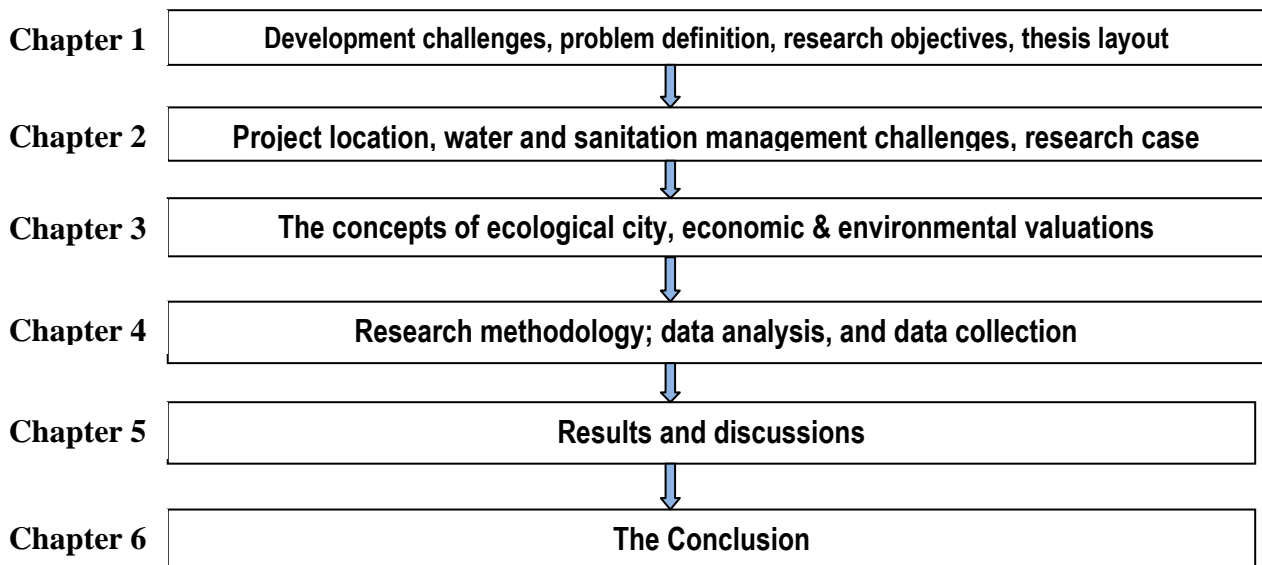 Chapter 1 Development challenges, problem definition, research objectives, thesis layout
Chapter 2 Project location, water and sanitation management challenges, research case
Chapter 3 The concepts of ecological city, economic & environmental valuations
Chapter 4 Research methodology; data analysis, and data collection
Chapter 5 Results and discussions
Chapter 6 The Conclusion